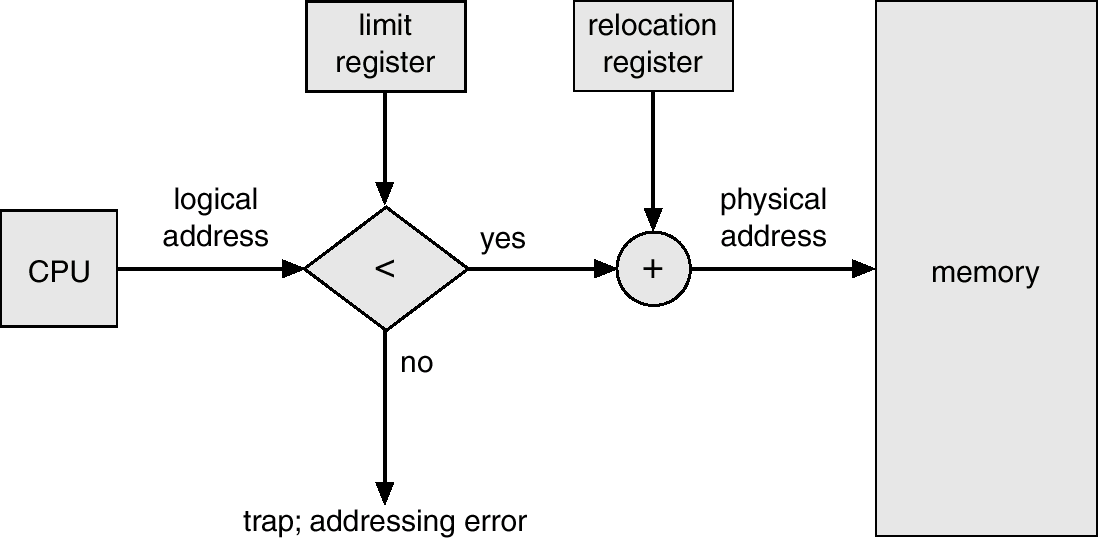 limit
register
relocation
register
logical
address
CPU
<
yes
+
physical
address
memory
no
trap; addressing error